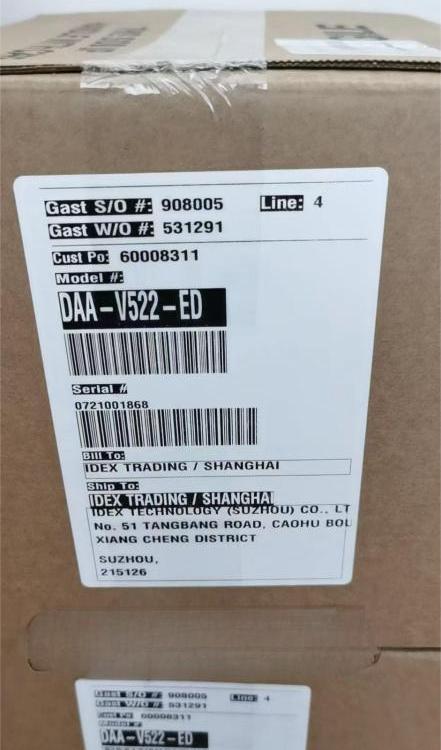 Gast S/O #: 908005 Line: 4
Gast W/O #: 531291
Cust Po: 60008311
Model #:
DAA-V522-ED
Serial #
0721001868
Bill To:
IDEX TRADING / SHANGHAI
Ship To:
IDEX TRADING / SHANGHAI
IDEX TECHNOLOGY (SUZHOU) CO., LT
No. 51 TANGBANG ROAD, CAOHU BOU
XIANG CHENG DISTRICT
SUZHOU,
215126
Gast S/O #: 908005 Line: 4
Gast W/O #: 531291
Cust Po: 60008311
Model #:
DAA-V522-ED